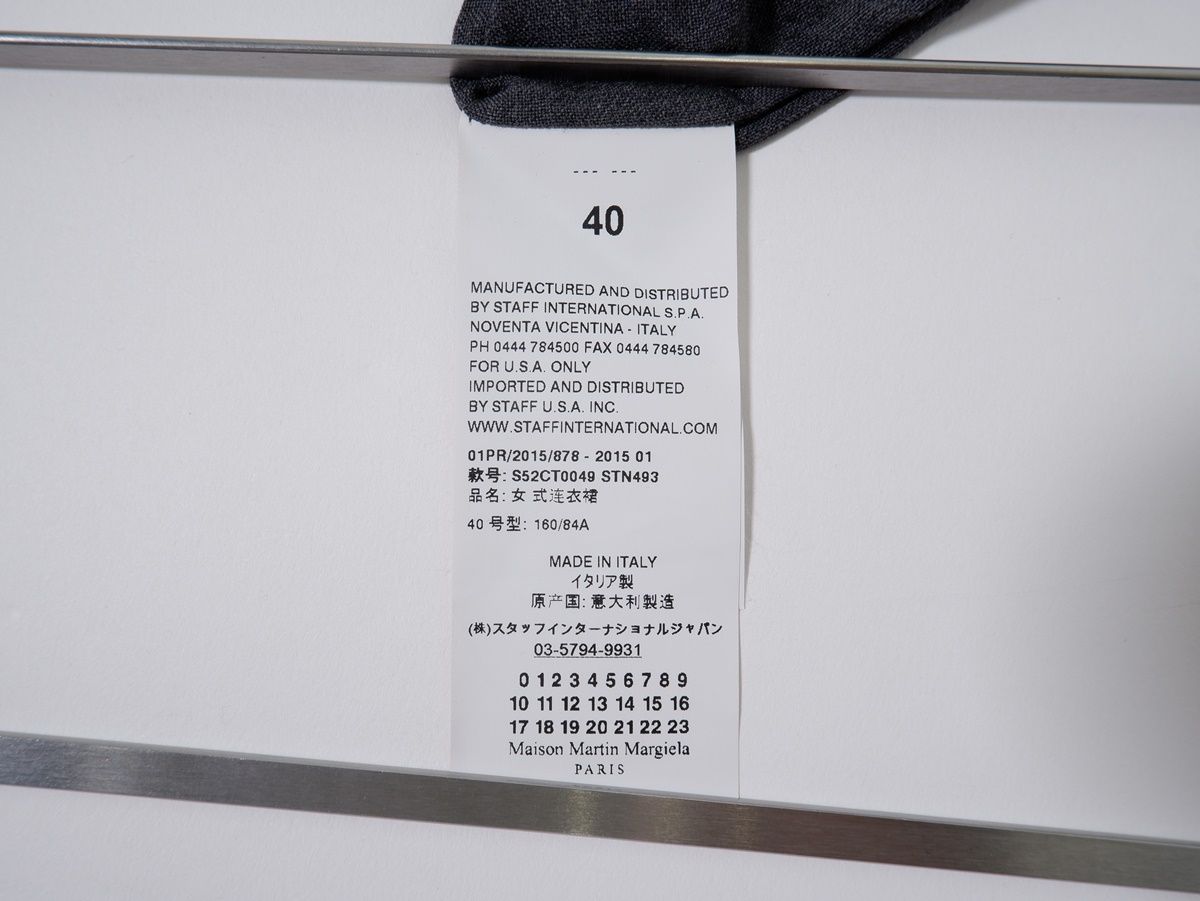 --- ---
40
MANUFACTURED AND DISTRIBUTED
BY STAFF INTERNATIONAL S.P.A.
NOVENTA VICENTINA - ITALY
PH 0444 784500 FAX 0444 784580
FOR U.S.A. ONLY
IMPORTED AND DISTRIBUTED
BY STAFF U.S.A. INC.
WWW.STAFFINTERNATIONAL.COM
01PR/2015/878 - 2015 01
款号: S52CT0049 STN493
品名: 女 式连衣裙
40 号型: 160/84A
MADE IN ITALY
イタリア製
原产国: 意大利製造
(株)スタッフインターナショナルジャパン
03-5794-9931
0 1 2 3 4 5 6 7 8 9
10 11 12 13 14 15 16
17 18 19 20 21 22 23
Maison Martin Margiela
PARIS